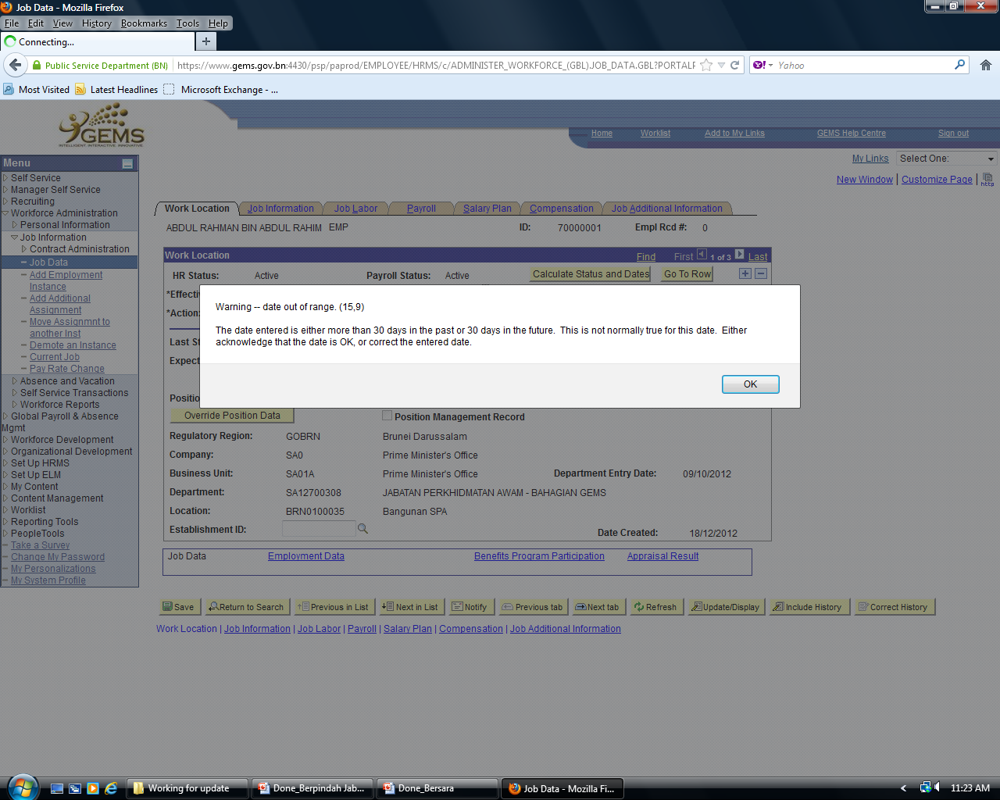 Job Data - Mozilla Firefox
File Edit View History Bookmarks Tools Help
Connecting...
Public Service Department (BN) https://www.gems.gov.bn:4430/psp/paprod/EMPLOYEE/HRMS/c/ADMINISTER_WORKFORCE_(GBL).JOB_DATA.GBL?PORTALF Yahoo
Most Visited Latest Headlines Microsoft Exchange - ...
GEMS
INTELLIGENT. INTERACTIVE. INNOVATIVE
Home Worklist Add to My Links GEMS Help Centre Sign out
My Links Select One:
New Window | Customize Page | http
Menu
Self Service
Manager Self Service
Recruiting
Workforce Administration
Personal Information
Job Information
Contract Administration
Job Data
Add Employment
Instance
Add Additional
Assignment
Move Assignmnt to
another Inst
Demote an Instance
Current Job
Pay Rate Change
Absence and Vacation
Self Service Transactions
Workforce Reports
Global Payroll & Absence
Mgmt
Workforce Development
Organizational Development
Set Up HRMS
Set Up ELM
My Content
Content Management
Worklist
Reporting Tools
PeopleTools
Take a Survey
Change My Password
My Personalizations
My System Profile
Work Location Job Information Job Labor Payroll Salary Plan Compensation Job Additional Information
ABDUL RAHMAN BIN ABDUL RAHIM EMP ID: 70000001 Empl Rcd #: 0
Work Location Find First 1 of 3 Last
HR Status: Active Payroll Status: Active Calculate Status and Dates Go To Row
*Effectiv
*Action:
Last St
Expect
Positio
Warning -- date out of range. (15,9)
The date entered is either more than 30 days in the past or 30 days in the future. This is not normally true for this date. Either
acknowledge that the date is OK, or correct the entered date.
OK
Override Position Data Position Management Record
Regulatory Region: GOBRN Brunei Darussalam
Company: SA0 Prime Minister's Office
Business Unit: SA01A Prime Minister's Office Department Entry Date: 09/10/2012
Department: SA12700308 JABATAN PERKHIDMATAN AWAM - BAHAGIAN GEMS
Location: BRN0100035 Bangunan SPA
Establishment ID: Date Created: 18/12/2012
Job Data Employment Data Benefits Program Participation Appraisal Result
Save Return to Search Previous in List Next in List Notify Previous tab Next tab Refresh Update/Display Include History Correct History
Work Location | Job Information | Job Labor | Payroll | Salary Plan | Compensation | Job Additional Information
Working for update Done_Berpindah Jab... Done_Bersara Job Data - Mozilla Fi... 11:23 AM